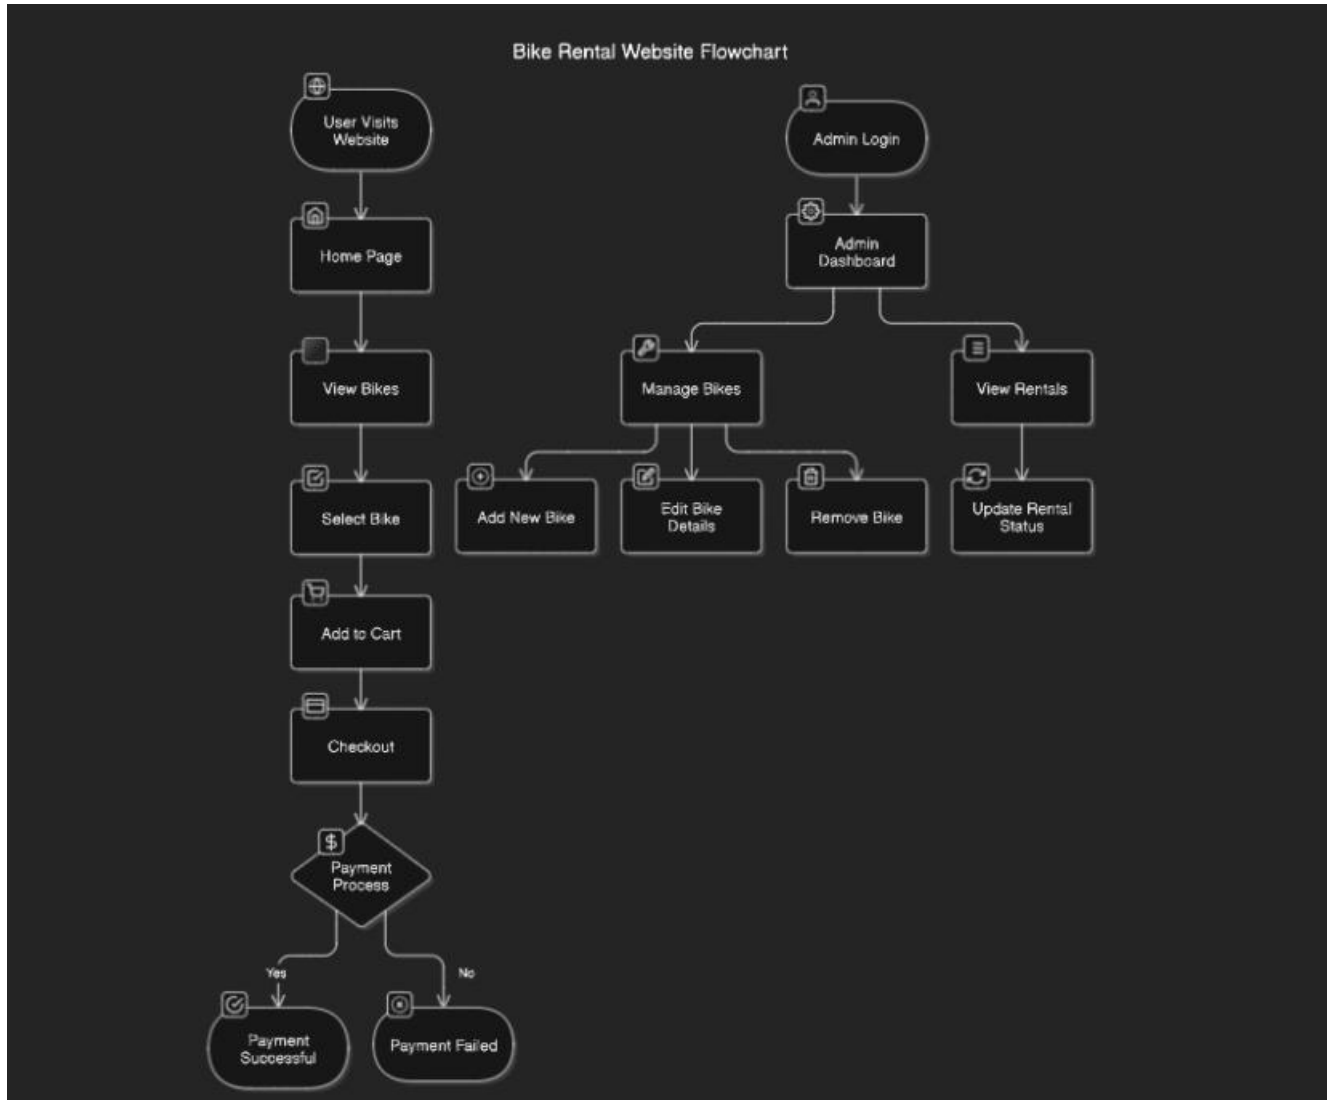 Bike Rental Website Flowchart
User Visits
Website
Home Page
View Bikes
Select Bike
Add to Cart
Checkout
$
Payment
Process
Yes
No
Payment
Successful
Payment Failed
Admin Login
Admin
Dashboard
Manage Bikes
View Rentals
Add New Bike
Edit Bike
Details
Remove Bike
Update Rental
Status